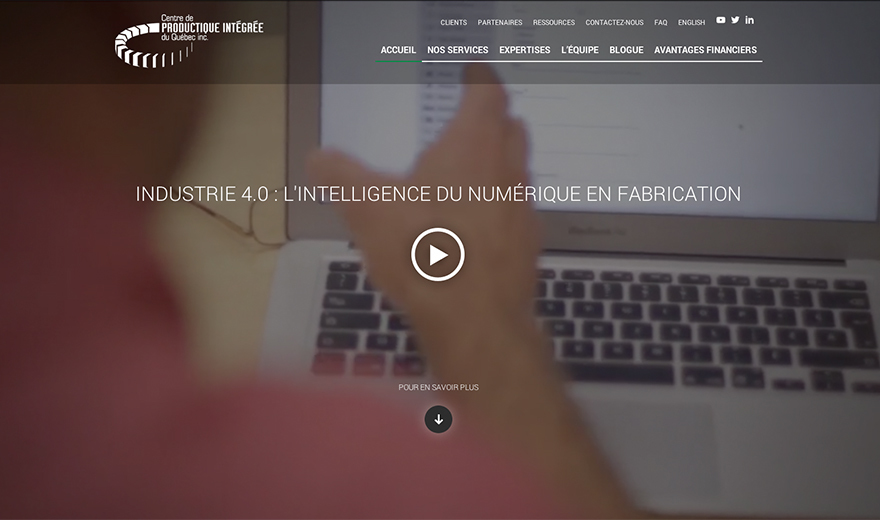 Centre de
PRODUCTIQUE INTÉGRÉE
du Québec inc.
CLIENTS PARTENAIRES RESSOURCES CONTACTEZ-NOUS FAQ ENGLISH
ACCUEIL NOS SERVICES EXPERTISES L'ÉQUIPE BLOGUE AVANTAGES FINANCIERS
INDUSTRIE 4.0 : L'INTELLIGENCE DU NUMÉRIQUE EN FABRICATION
POUR EN SAVOIR PLUS